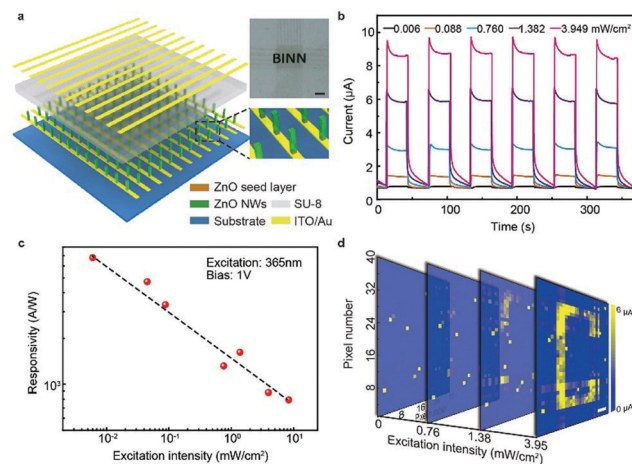 a
BINN
ZnO seed layer
ZnO NWs
Substrate
SU-8
ITO/Au
b
0.006
0.088
0.760
1.382
3.949 mW/cm²
10
8
6
4
2
0
Current (μA)
0
100
200
300
Time (s)
c
Excitation: 365nm
Bias: 1V
Responsivity (A/W)
10³
10⁻²
10⁻¹
10⁰
10¹
Excitation intensity (mW/cm²)
d
Pixel number
40
32
24
16
8
0
8
16
0.76
1.38
3.95
Excitation intensity (mW/cm²)
6 μA
0 μA